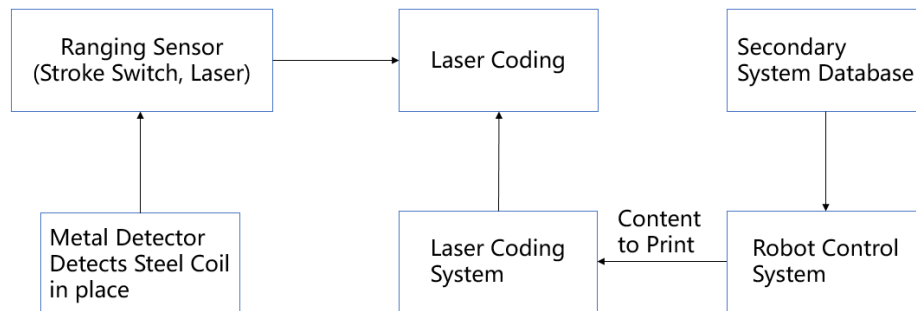 Ranging Sensor
(Stroke Switch, Laser)
Laser Coding
Secondary
System Database
Metal Detector
Detects Steel Coil
in place
Laser Coding
System
Content
to Print
Robot Control
System